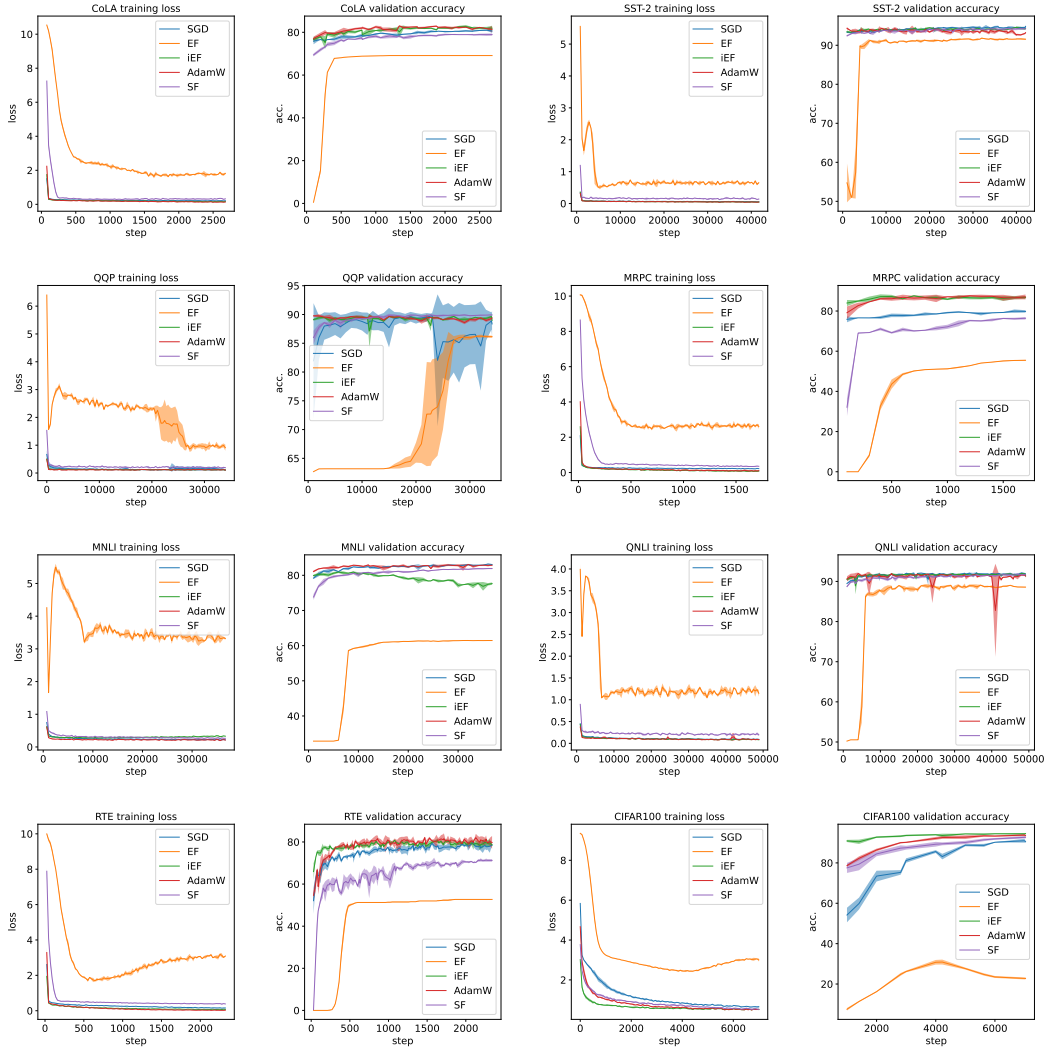 CoLA training loss
loss
10
8
6
4
2
0
0 500 1000 1500 2000 2500
step
SGD
EF
iEF
AdamW
SF
CoLA validation accuracy
acc.
80
60
40
20
0
0 500 1000 1500 2000 2500
step
SGD
EF
iEF
AdamW
SF
SST-2 training loss
loss
5
4
3
2
1
0
0 10000 20000 30000 40000
step
SGD
EF
iEF
AdamW
SF
SST-2 validation accuracy
acc.
90
80
70
60
50
0 10000 20000 30000 40000
step
SGD
EF
iEF
AdamW
SF
QQP training loss
loss
6
5
4
3
2
1
0
0 10000 20000 30000
step
SGD
EF
iEF
AdamW
SF
QQP validation accuracy
acc.
95
90
85
80
75
70
65
0 10000 20000 30000
step
SGD
EF
iEF
AdamW
SF
MRPC training loss
loss
10
8
6
4
2
0
0 500 1000 1500
step
SGD
EF
iEF
AdamW
SF
MRPC validation accuracy
acc.
80
60
40
20
0
500 1000 1500
step
SGD
EF
iEF
AdamW
SF
MNLI training loss
loss
5
4
3
2
1
0
0 10000 20000 30000
step
SGD
EF
iEF
AdamW
SF
MNLI validation accuracy
acc.
80
70
60
50
40
0 10000 20000 30000
step
SGD
EF
iEF
AdamW
SF
QNLI training loss
loss
4.0
3.5
3.0
2.5
2.0
1.5
1.0
0.5
0.0
0 10000 20000 30000 40000 50000
step
SGD
EF
iEF
AdamW
SF
QNLI validation accuracy
acc.
90
80
70
60
50
0 10000 20000 30000 40000 50000
step
SGD
EF
iEF
AdamW
SF
RTE training loss
loss
10
8
6
4
2
0
0 500 1000 1500 2000
step
SGD
EF
iEF
AdamW
SF
RTE validation accuracy
acc.
80
60
40
20
0
0 500 1000 1500 2000
step
SGD
EF
iEF
AdamW
SF
CIFAR100 training loss
loss
8
6
4
2
0 2000 4000 6000
step
SGD
EF
iEF
AdamW
SF
CIFAR100 validation accuracy
acc.
80
60
40
20
2000 4000 6000
step
SGD
EF
iEF
AdamW
SF